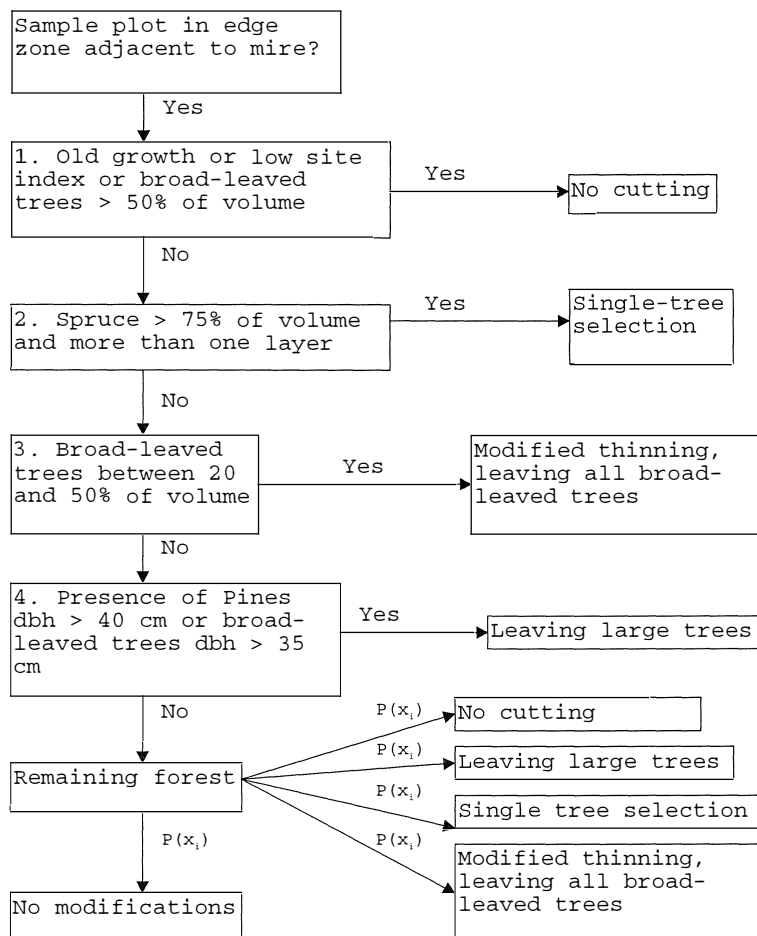 Sample plot in edge
zone adjacent to mire?
Yes
1. Old growth or low site
index or broad-leaved
trees > 50% of volume
Yes
No cutting
No
2. Spruce > 75% of volume
and more than one layer
Yes
Single-tree
selection
No
3. Broad-leaved
trees between 20
and 50% of volume
Yes
Modified thinning,
leaving all broad-
leaved trees
No
4. Presence of Pines
dbh > 40 cm or broad-
leaved trees dbh > 35
cm
Yes
Leaving large trees
No
Remaining forest
P(xᵢ)
No cutting
P(xᵢ)
Leaving large trees
P(xᵢ)
Single tree selection
P(xᵢ)
Modified thinning,
leaving all broad-
leaved trees
P(xᵢ)
No modifications